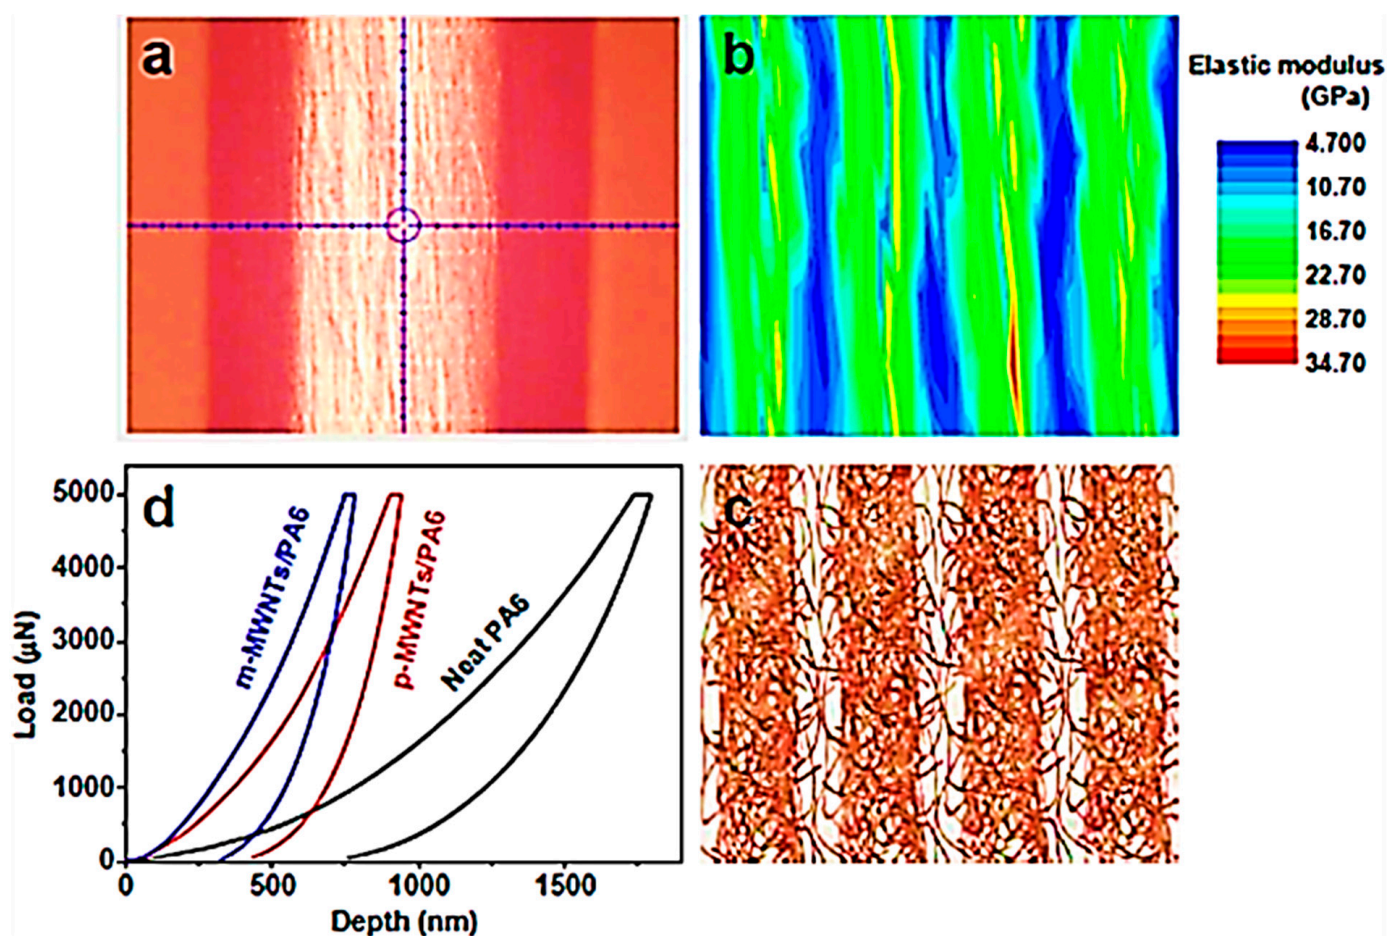 a
b
Elastic modulus
(GPa)
4.700
10.70
16.70
22.70
28.70
34.70
d
c
5000
4000
3000
2000
1000
0
Load (µN)
m-MWNTs/PA6
p-MWNTs/PA6
Neat PA6
0
500
1000
1500
Depth (nm)